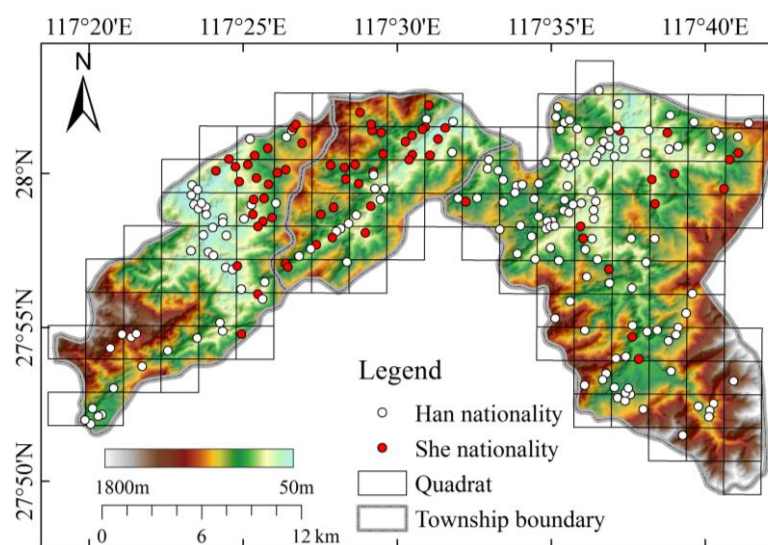 117°20'E 117°25'E 117°30'E 117°35'E 117°40'E
N
28°N
27°55'N
27°50'N
Legend
Han nationality
She nationality
Quadrat
Township boundary
1800m 50m
0 6 12 km